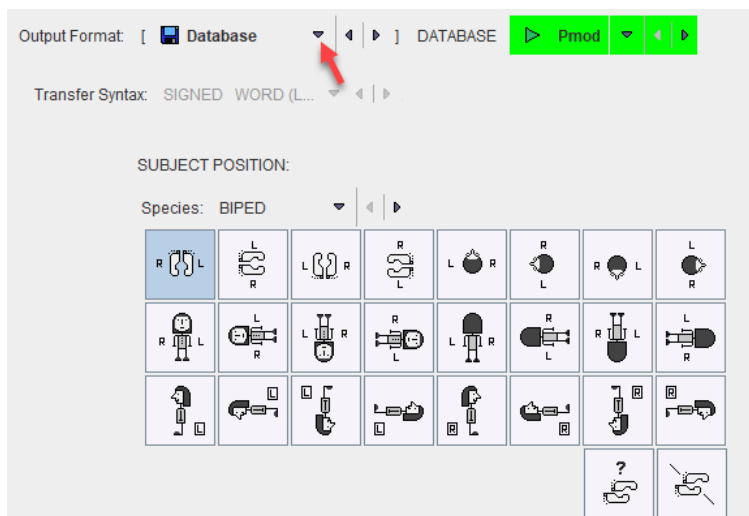 Output Format: [ Database ] DATABASE Pmod
Transfer Syntax: SIGNED WORD (L...
SUBJECT POSITION:
Species: BIPED
R L L R L R R L L R R L R L L R
R L L R L R R L L R R L R L L R
L L L L R R R R
?